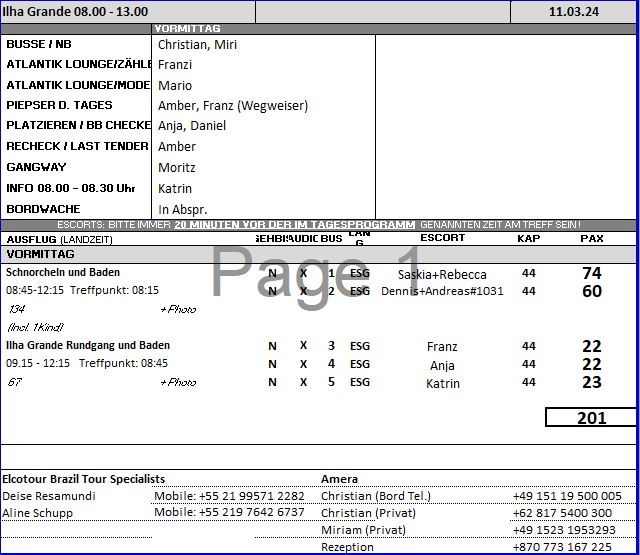 Ilha Grande 08.00 - 13.00 11.03.24
VORMITTAG
BUSSE / NB Christian, Miri
ATLANTIK LOUNGE/ZÄHLE Franzi
ATLANTIK LOUNGE/MODE Mario
PIEPSER D. TAGES Amber, Franz (Wegweiser)
PLATZIEREN / BB CHECKE Anja, Daniel
RECHECK / LAST TENDER Amber
GANGWAY Moritz
INFO 08.00 - 08.30 Uhr Katrin
BORDWACHE In Abspr.
ESCORTS: BITTE IMMER 20 MINUTEN VOR DER IM TAGESPROGRAMM GENANNTEN ZEIT AM TREFF SEIN!
AUSFLUG (LANDZEIT) GEHBI AUDIO BUS LAN G ESCORT KAP PAX
VORMITTAG
Schnorcheln und Baden N X 1 ESG Saskia+Rebecca 44 74
08:45-12:15 Treffpunkt: 08:15 N X 2 ESG Dennis+Andreas#1031 44 60
134 +Photo
(Incl. 1Kind)
Ilha Grande Rundgang und Baden N X 3 ESG Franz 44 22
09.15 - 12:15 Treffpunkt: 08:45 N X 4 ESG Anja 44 22
67 +Photo N X 5 ESG Katrin 44 23
201
Page 1
Elcotour Brazil Tour Specialists Amera
Deise Resamundi Mobile: +55 21 99571 2282 Christian (Bord Tel.) +49 151 19 500 005
Aline Schupp Mobile: +55 219 7642 6737 Christian (Privat) +62 817 5400 300
Miriam (Privat) +49 1523 1953293
Rezeption +870 773 167 225